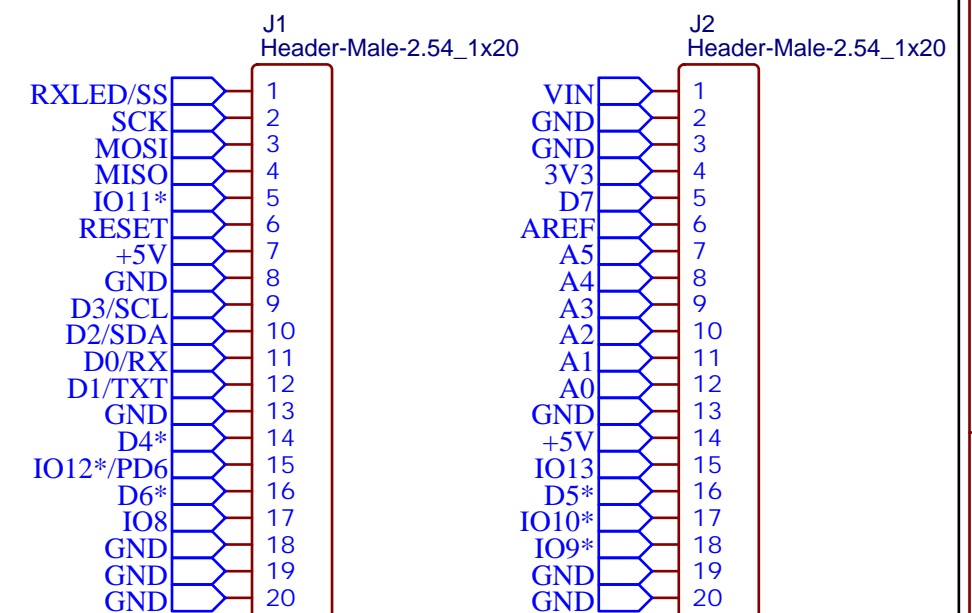 J1
Header-Male-2.54_1x20
RXLED/SS 1
SCK 2
MOSI 3
MISO 4
IO11* 5
RESET 6
+5V 7
GND 8
D3/SCL 9
D2/SDA 10
D0/RX 11
D1/TXT 12
GND 13
D4* 14
IO12*/PD6 15
D6* 16
IO8 17
GND 18
GND 19
GND 20
J2
Header-Male-2.54_1x20
VIN 1
GND 2
GND 3
3V3 4
D7 5
AREF 6
A5 7
A4 8
A3 9
A2 10
A1 11
A0 12
GND 13
+5V 14
IO13 15
D5* 16
IO10* 17
IO9* 18
GND 19
GND 20